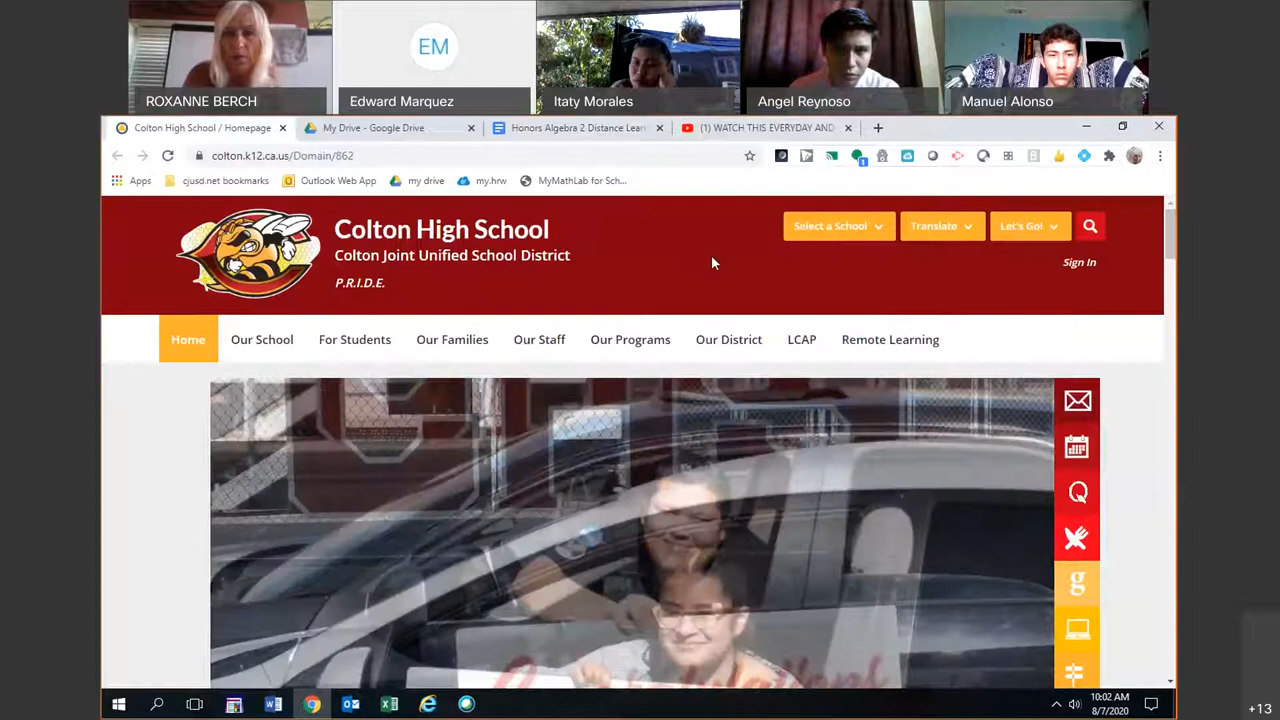 EM
ROXANNE BERCH
Edward Marquez
Itaty Morales
Angel Reynoso
Manuel Alonso
Colton High School / Homepage
My Drive - Google Drive
Honors Algebra 2 Distance Lear
(1) WATCH THIS EVERYDAY AND
colton.k12.ca.us/Domain/862
Apps
cjusd.net bookmarks
Outlook Web App
my drive
my.hrw
MyMathLab for Sch...
Colton High School
Colton Joint Unified School District
P.R.I.D.E.
Select a School
Translate
Let's Go!
Sign In
Home
Our School
For Students
Our Families
Our Staff
Our Programs
Our District
LCAP
Remote Learning
10:02 AM
8/7/2020
+13